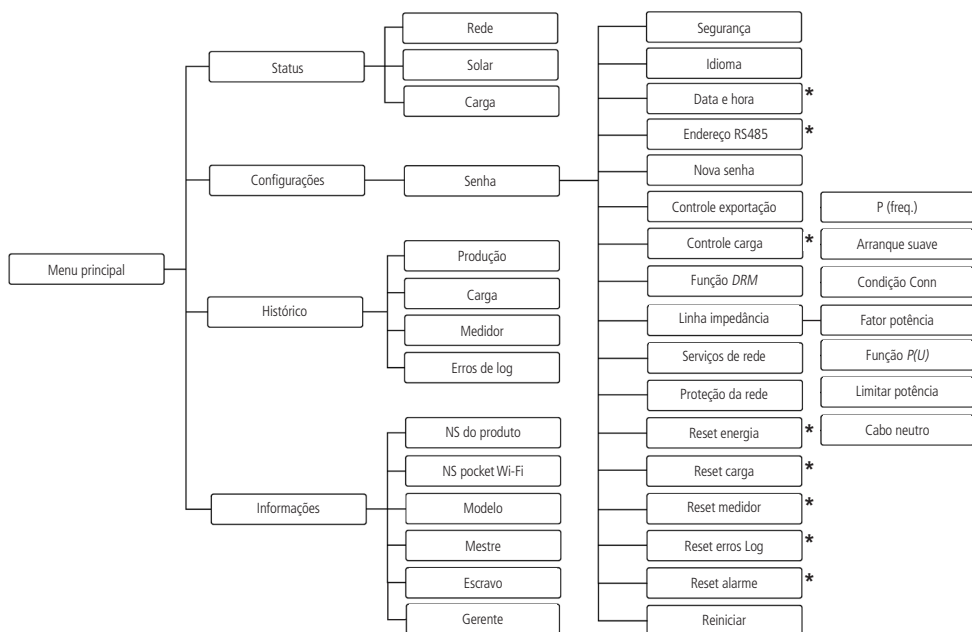 Menu principal
Status
Configurações
Histórico
Informações
Rede
Solar
Carga
Senha
Produção
Carga
Medidor
Erros de log
NS do produto
NS pocket Wi-Fi
Modelo
Mestre
Escravo
Gerente
Segurança
Idioma
Data e hora *
Endereço RS485 *
Nova senha
Controle exportação
Controle carga *
Função DRM
Linha impedância
Serviços de rede
Proteção da rede
Reset energia *
Reset carga *
Reset medidor *
Reset erros Log *
Reset alarme *
Reiniciar
P (freq.)
Arranque suave
Condição Conn
Fator potência
Função P(U)
Limitar potência
Cabo neutro